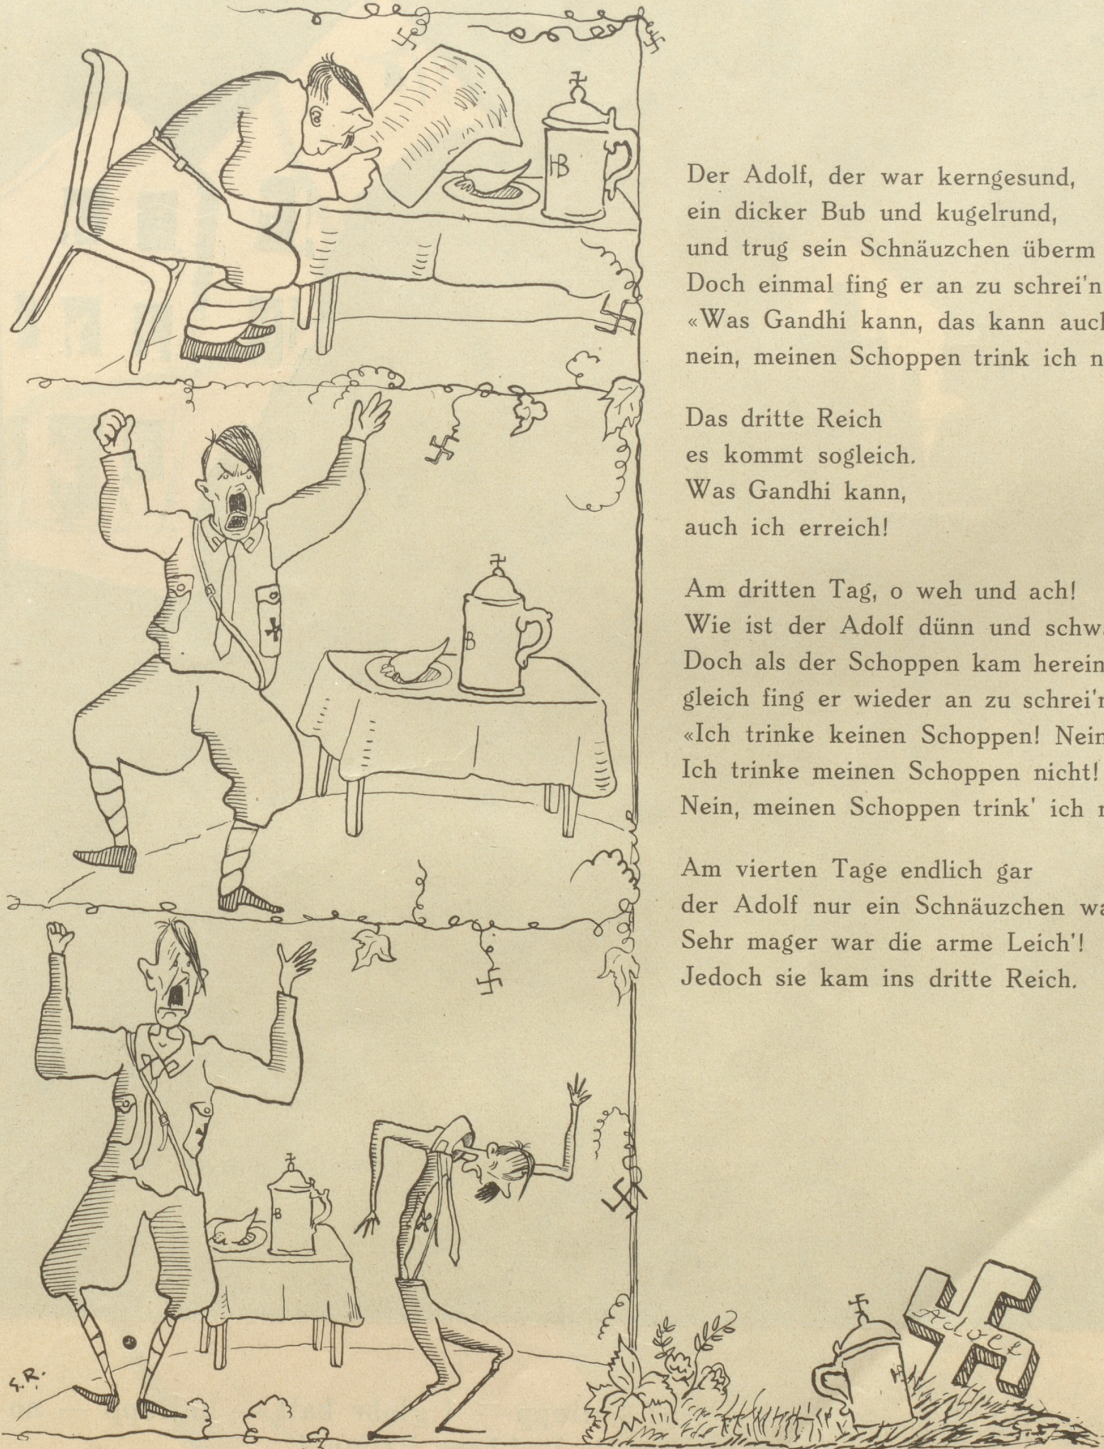 Der Adolf, der war kerngesund,
ein dicker Bub und kugelrund,
und trug sein Schnäuzchen überm
Doch einmal fing er an zu schrei'n
«Was Gandhi kann, das kann auch
nein, meinen Schoppen trink ich
Das dritte Reich
es kommt sogleich.
Was Gandhi kann,
auch ich erreich!
Am dritten Tag, o weh und ach!
Wie ist der Adolf dünn und
Doch als der Schoppen kam herein
gleich fing er wieder an zu
«Ich trinke keinen Schoppen! Nein
Ich trinke meinen Schoppen nicht!
Nein, meinen Schoppen trink' ich
Am vierten Tage endlich gar
der Adolf nur ein Schnäuzchen
Sehr mager war die arme Leich'!
Jedoch sie kam ins dritte Reich.
HB
B
B
Adolf
S.R.